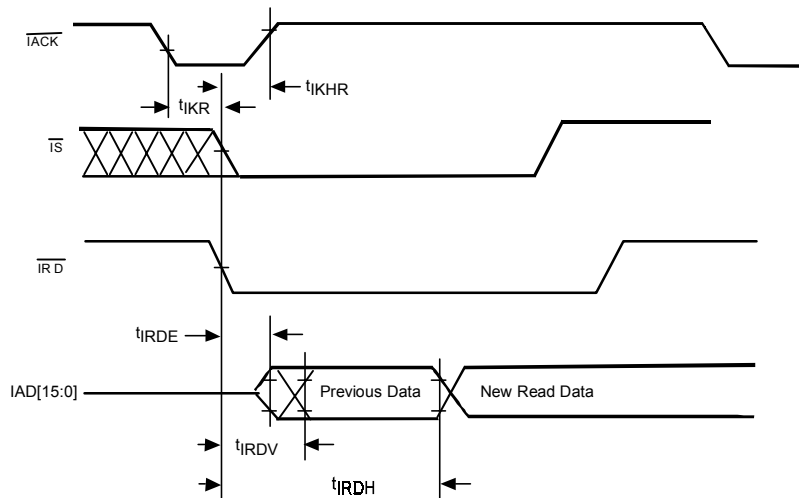 IACK
tIKHR
tIKR
IS
IRD
tIRDE
IAD[15:0] Previous Data New Read Data
tIRDV
tIRDH